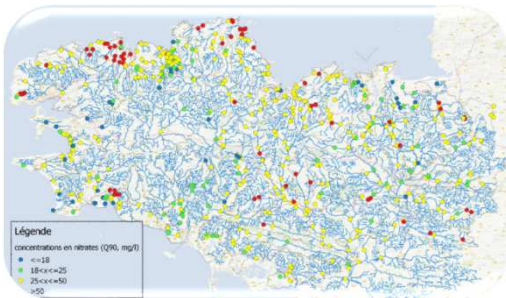 Légende
concentrations en nitrates (Q90, mg/l)
<=18
18<x<=25
25<x<=50
>50